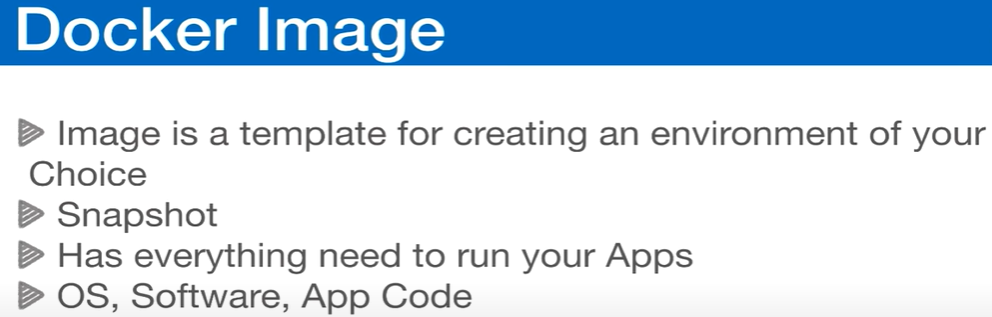 Docker Image
Image is a template for creating an environment of your
Choice
Snapshot
Has everything need to run your Apps
OS, Software, App Code